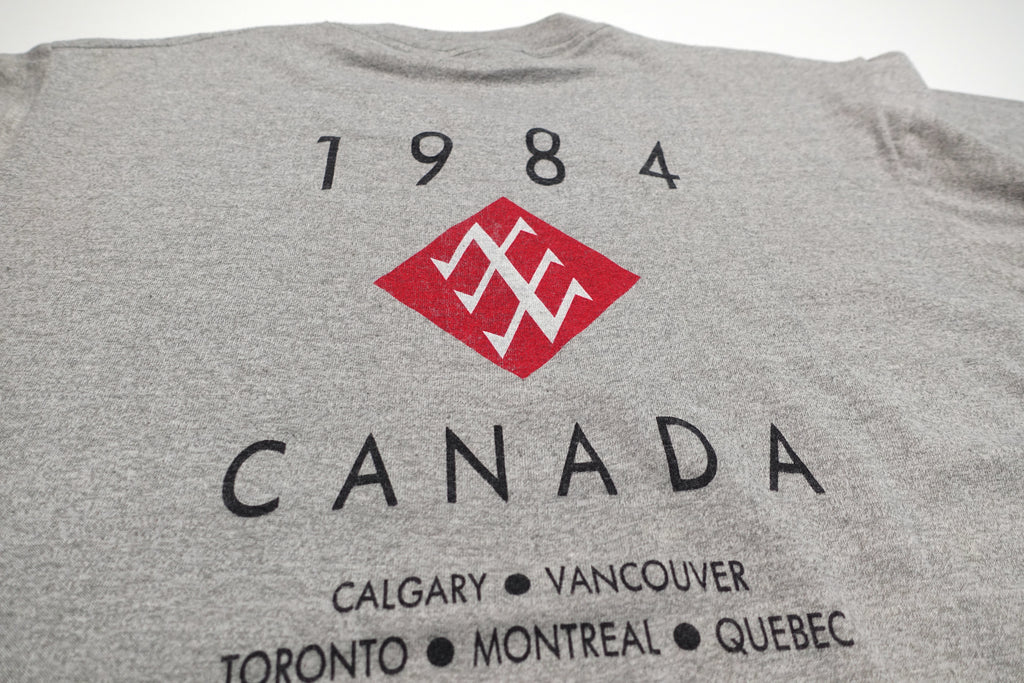 1984
CANADA
CALGARY ● VANCOUVER
TORONTO ● MONTREAL ● QUEBEC